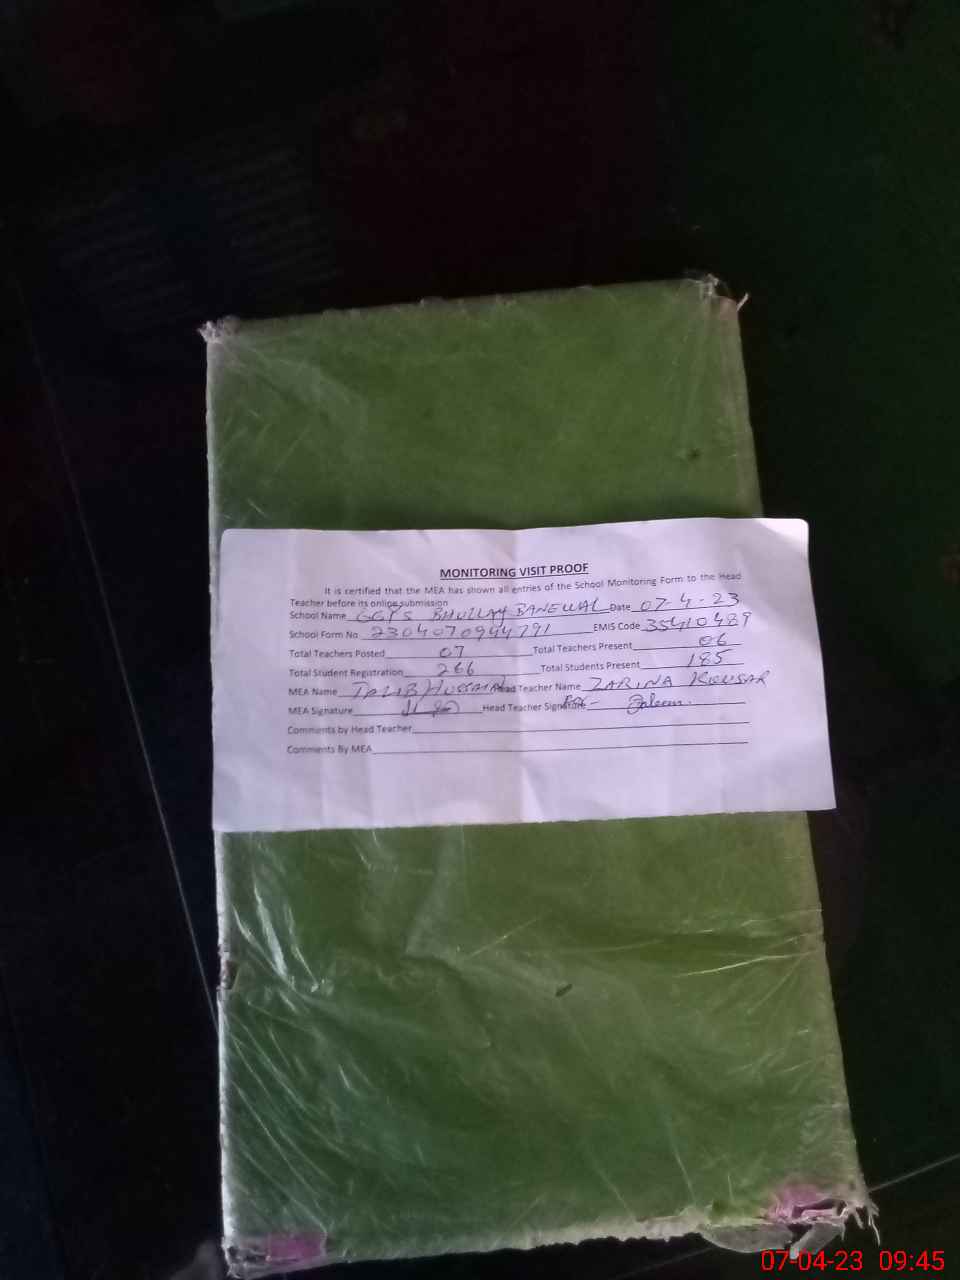 MONITORING VISIT PROOF
It is certified that the MEA has shown all entries of the School Monitoring Form to the Head
Teacher before its online submission
School Name GGPS BHULLAY BANEWAL Date 07-4-23
School Form No 2304070944791 EMIS Code 35410489
Total Teachers Posted 07 Total Teachers Present 06
Total Student Registration 266 Total Students Present 185
MEA Name TALIB HUSSAIN Head Teacher Name ZARINA KOUSAR
MEA Signature Head Teacher Signature
Comments by Head Teacher
Comments By MEA
07-04-23 09:45